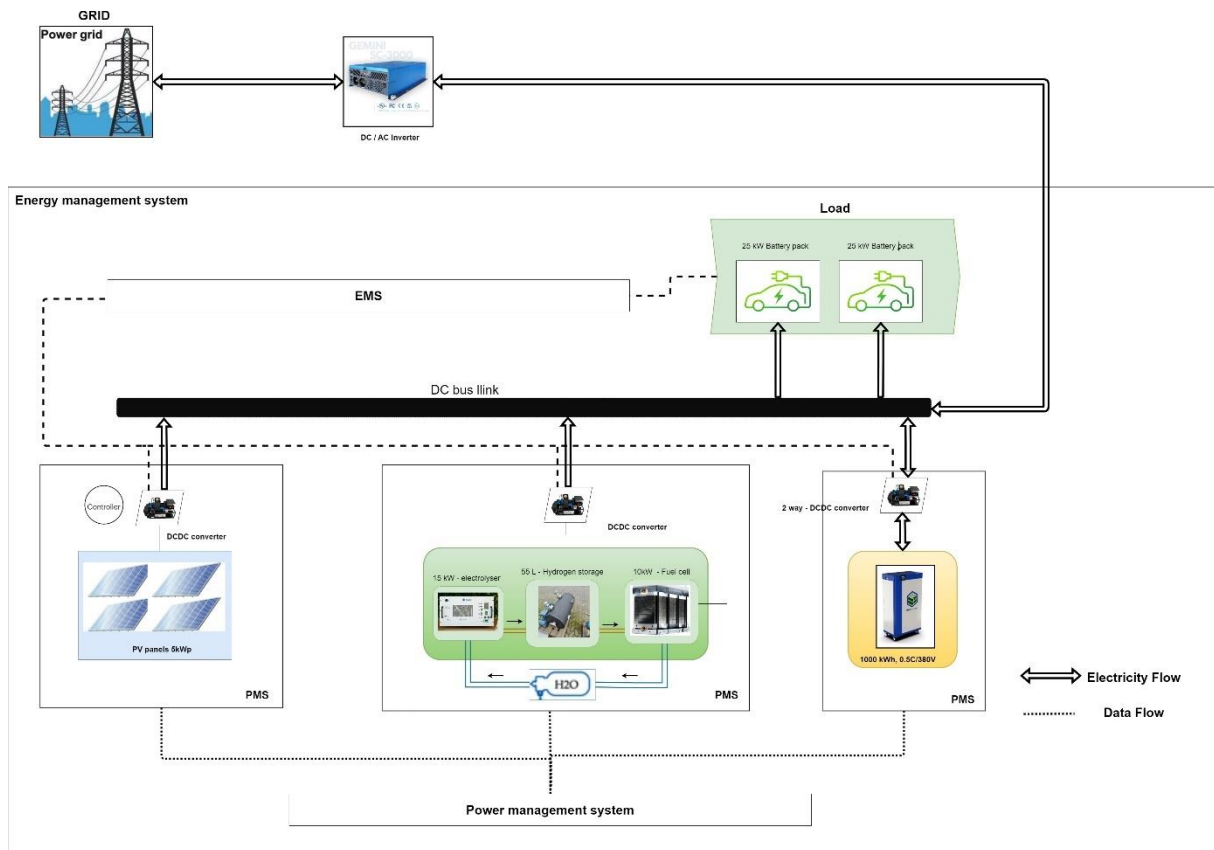 GRID
Power grid
GEMINI
SC-3000
DC / AC Inverter
Energy management system
Load
25 kW Battery pack
25 kW Battery pack
EMS
DC bus llink
Controller
DCDC converter
PV panels 5kWp
PMS
DCDC converter
15 kW - electrolyser
55 L - Hydrogen storage
10kW - Fuel cell
H2O
PMS
2 way - DCDC converter
1000 kWh, 0.5C/380V
PMS
Electricity Flow
Data Flow
Power management system